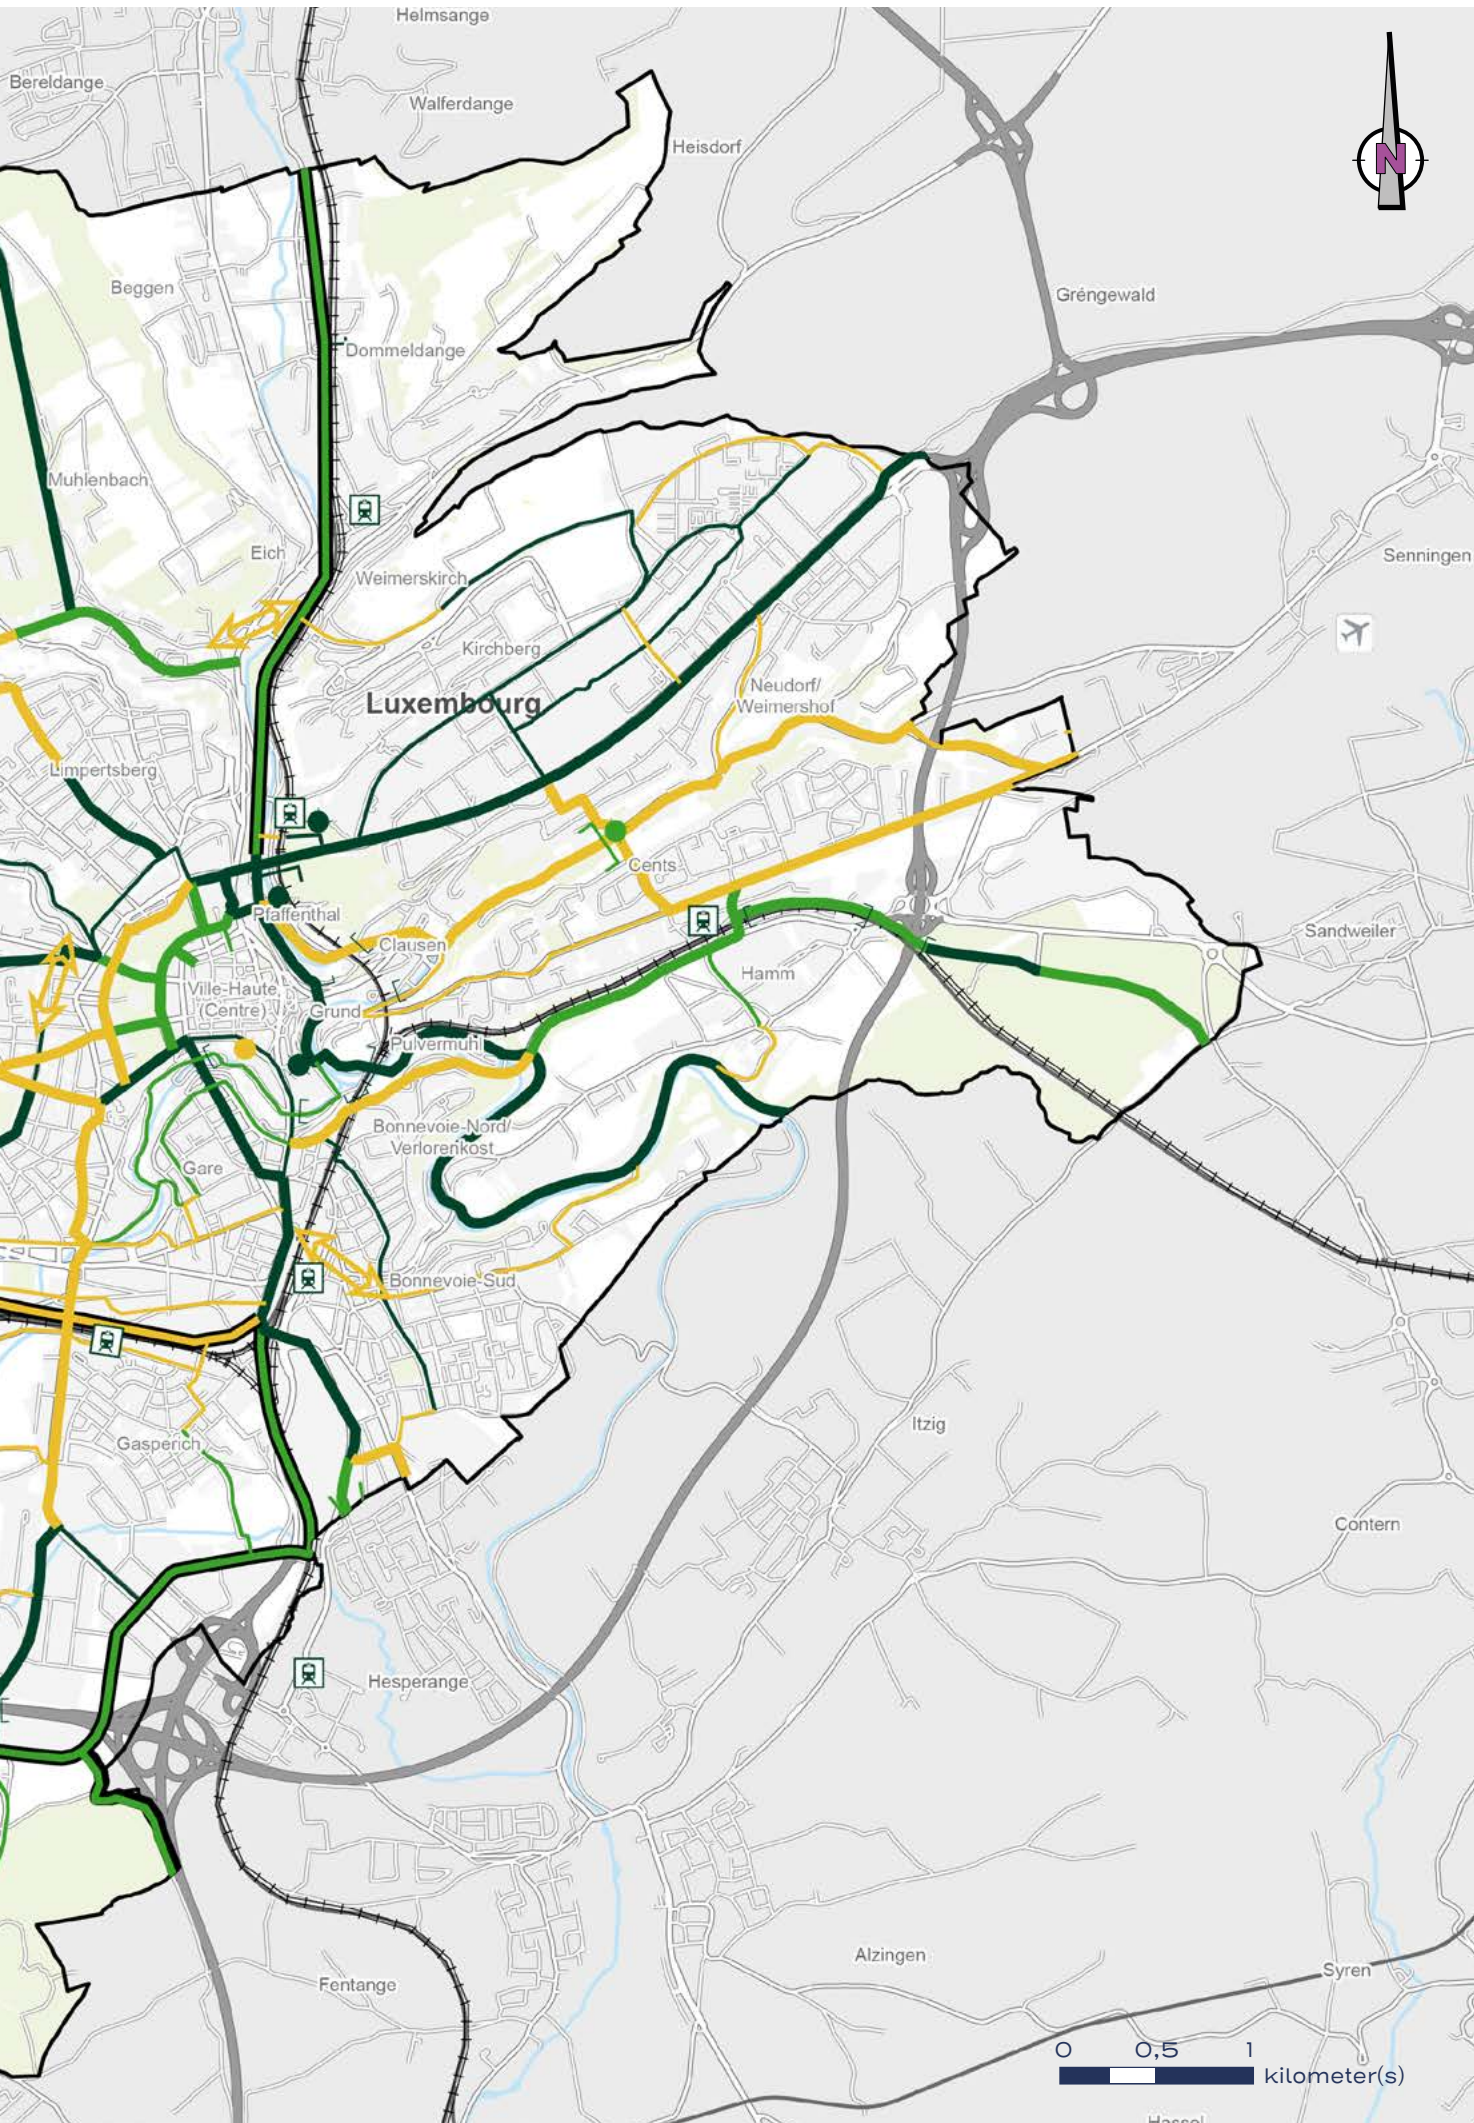 Helmsange
Bereldange
Walferdange
Heisdorf
N
Beggen
Gréngewald
Dommeldange
Muhlenbach
Eich
Weimerskirch
Senningen
Kirchberg
Luxembourg
Neudorf/
Weimershof
Limpertsberg
Cents
Pfaffenthal
Clausen
Sandweiler
Hamm
Ville-Haute
(Centre)
Grund
Pulvermuhl
Bonnevoie-Nord/
Verlorenkost
Gare
Bonnevoie-Sud
Itzig
Gasperich
Contern
Hesperange
Alzingen
Fentange
Syren
0 0,5 1
kilometer(s)
Hassel